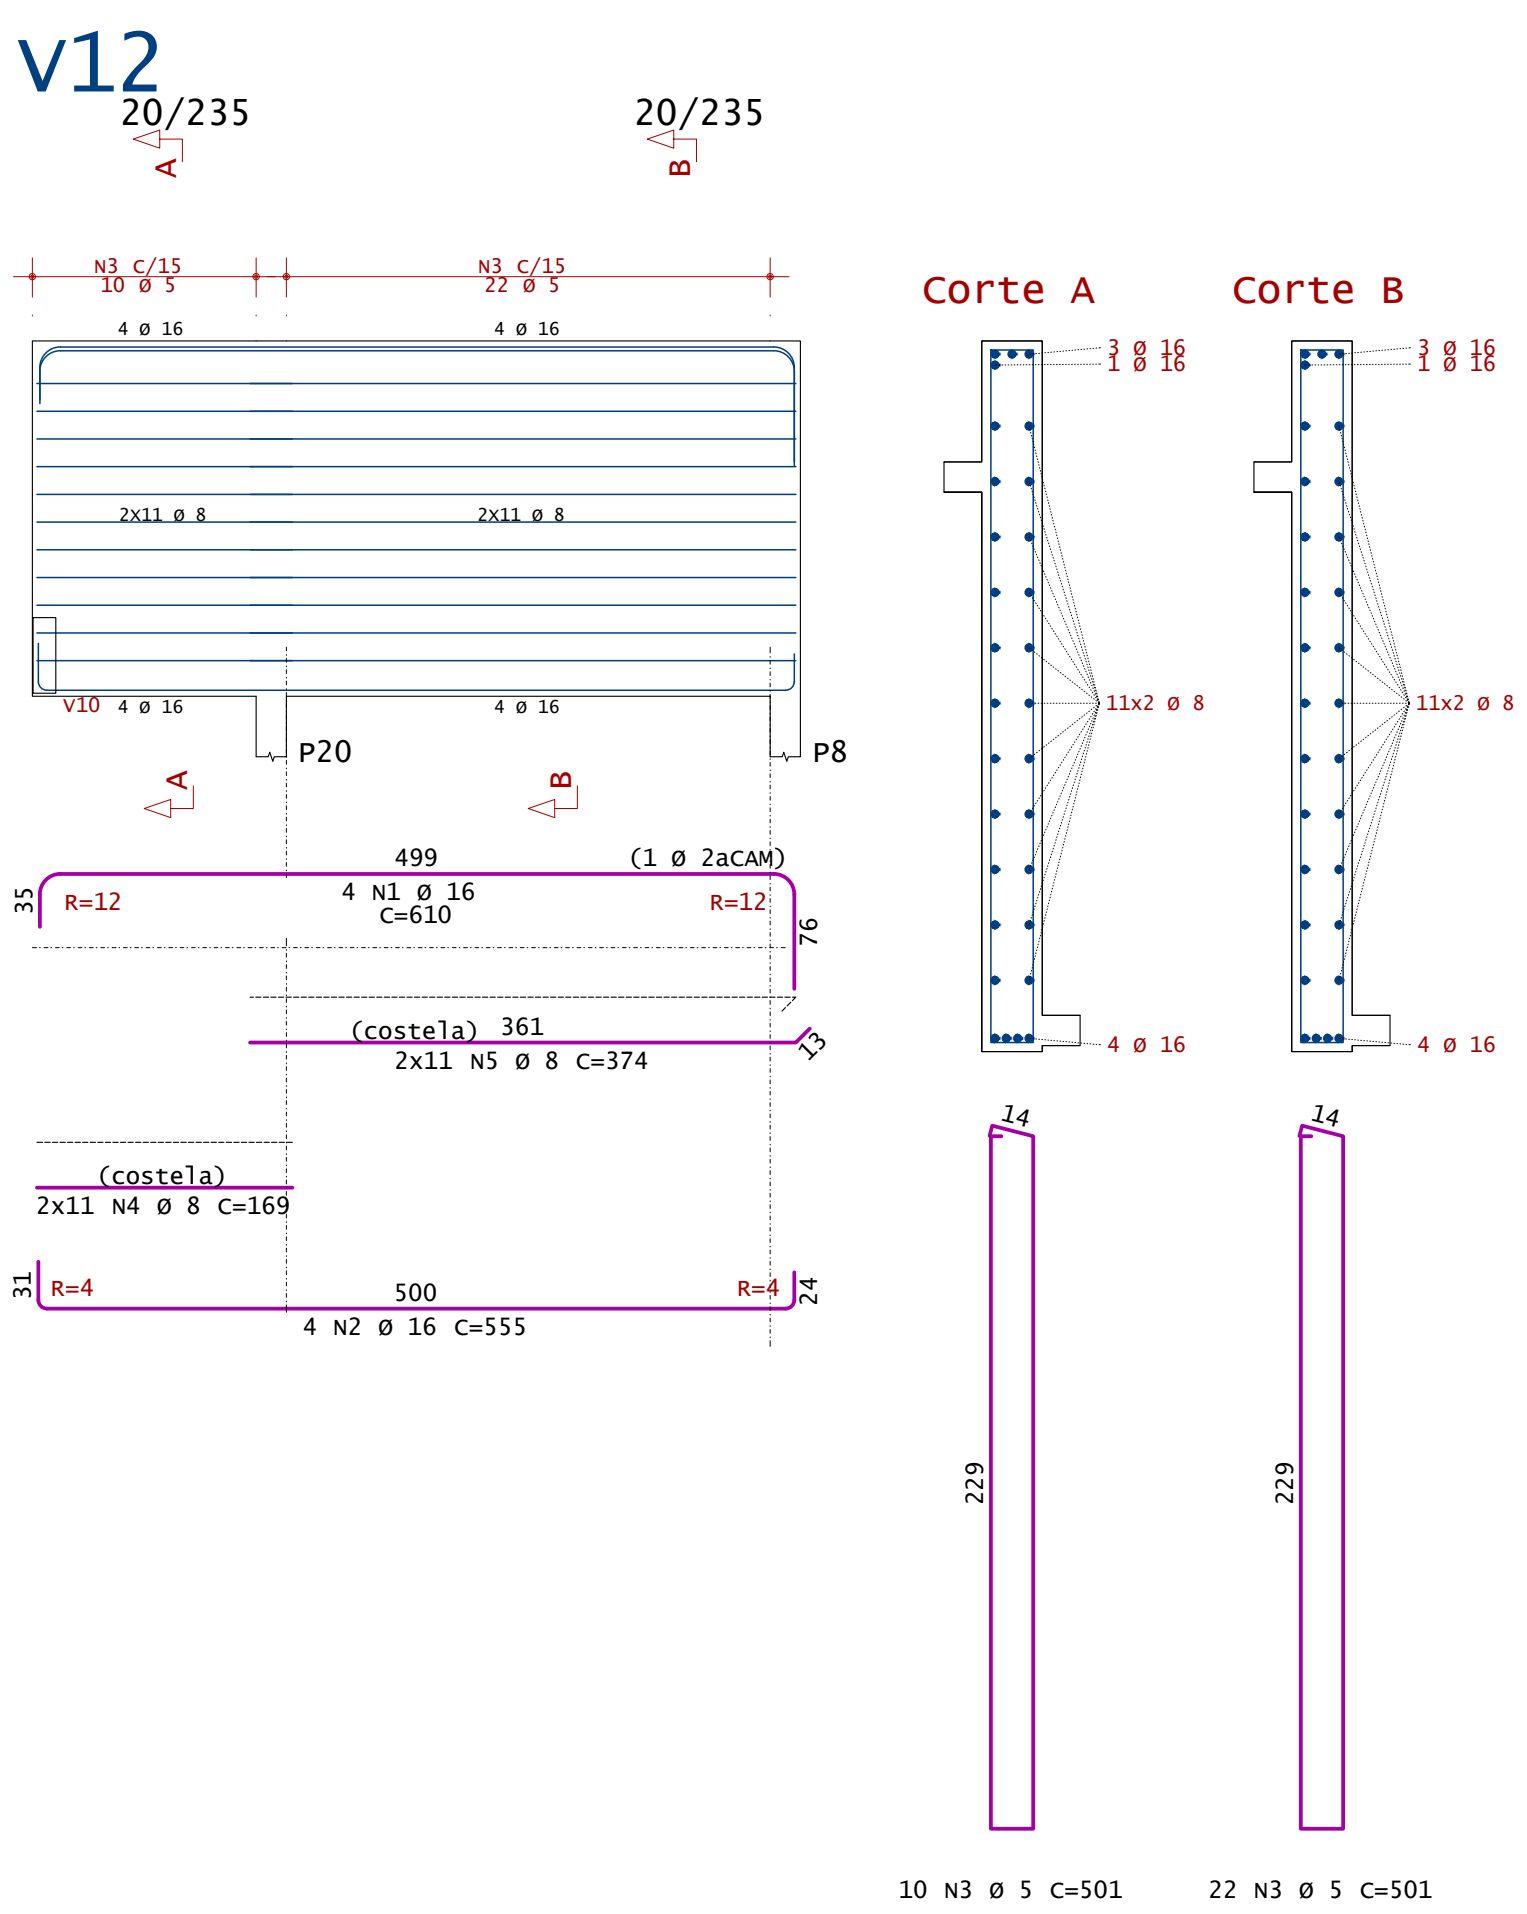 V12
20/235
20/235
A
B
N3 C/15
10 Ø 5
N3 C/15
22 Ø 5
Corte A
Corte B
4 Ø 16
4 Ø 16
3 Ø 16
1 Ø 16
3 Ø 16
1 Ø 16
2X11 Ø 8
2X11 Ø 8
11x2 Ø 8
11x2 Ø 8
V10
4 Ø 16
4 Ø 16
P20
P8
A
B
499
(1 Ø 2aCAM)
35
R=12
4 N1 Ø 16
C=610
R=12
76
(costela)
361
2x11 N5 Ø 8 C=374
13
4 Ø 16
4 Ø 16
14
14
(costela)
2x11 N4 Ø 8 C=169
31
R=4
500
R=4
24
4 N2 Ø 16 C=555
229
229
10 N3 Ø 5 C=501
22 N3 Ø 5 C=501